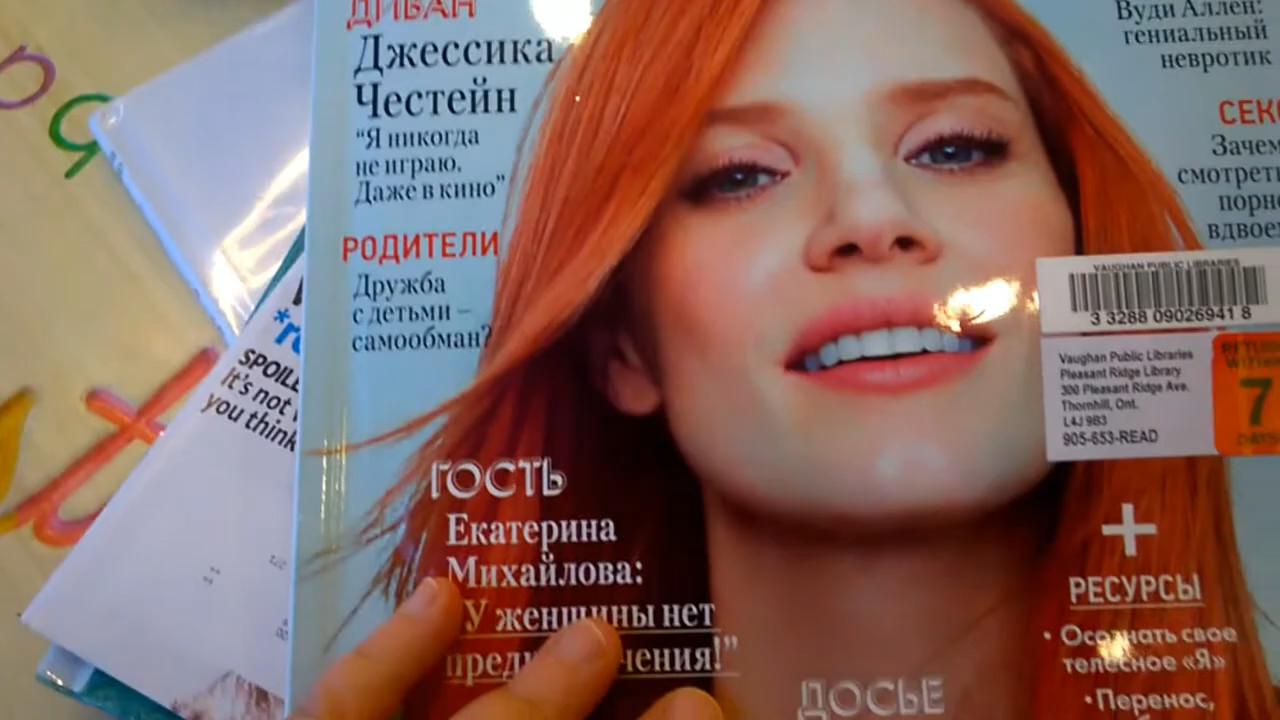 ДИВАН
Джессика
Честейн
“Я никогда
не играю.
Даже в кино”
РОДИТЕЛИ
Дружба
с детьми –
самообман?
ГОСТЬ
Екатерина
Михайлова:
У женщины нет
Вуди Аллен:
гениальный
невротик
Зачем
смотреть
порно
вдвоем
VAUGHAN PUBLIC LIBRARIES
3 3288 09026941 8
Vaughan Public Libraries
Pleasant Ridge Library
300 Pleasant Ridge Ave.
Thornhill, Ont.
L4J 9B3
905-653-READ
RETURN
WITHIN
7
DAYS
+
РЕСУРСЫ
• Осознать свое
телесное «Я»
• Перенос,
ДОСЬЕ
SPOILE
It's not
you think